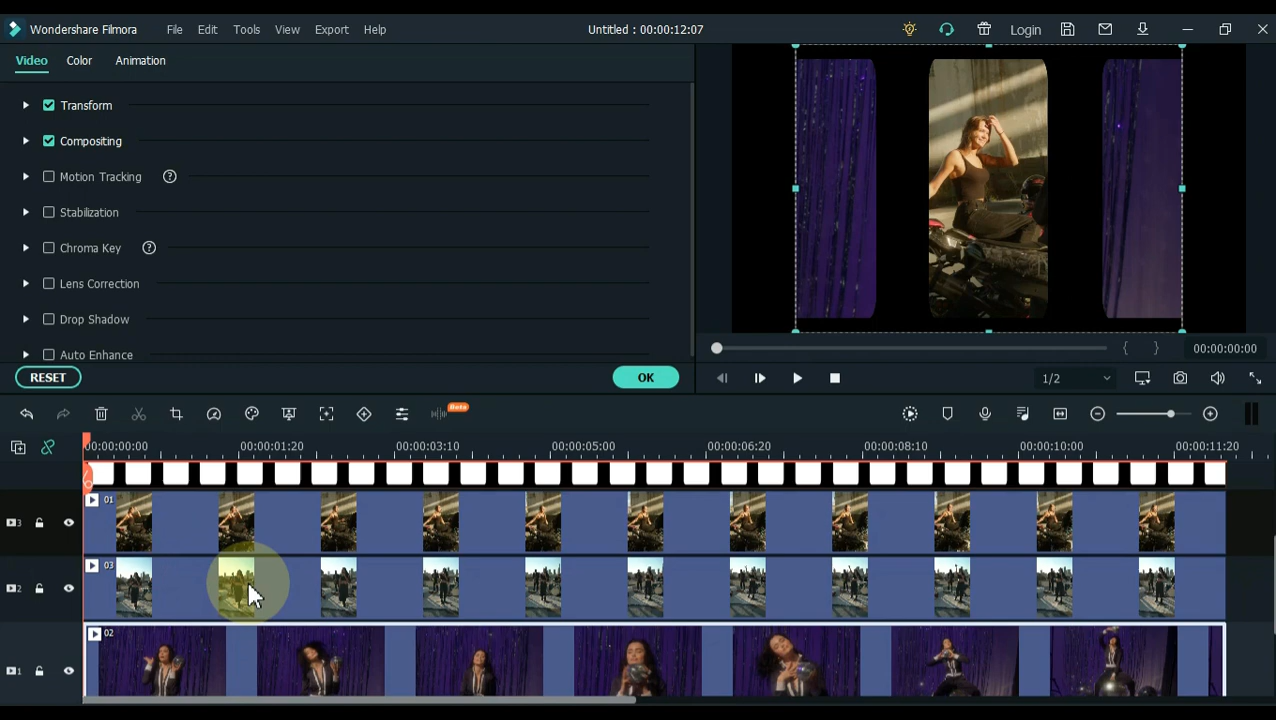 Wondershare Filmora File Edit Tools View Export Help Untitled : 00:00:12:07 Login
Video Color Animation
Transform
Compositing
Motion Tracking ?
Stabilization
Chroma Key ?
Lens Correction
Drop Shadow
Auto Enhance
{ } 00:00:00:00
RESET OK 1/2
Beta
00:00:00:00 00:00:01:20 00:00:03:10 00:00:05:00 00:00:06:20 00:00:08:10 00:00:10:00 00:00:11:20
01
3
03
2
02
1